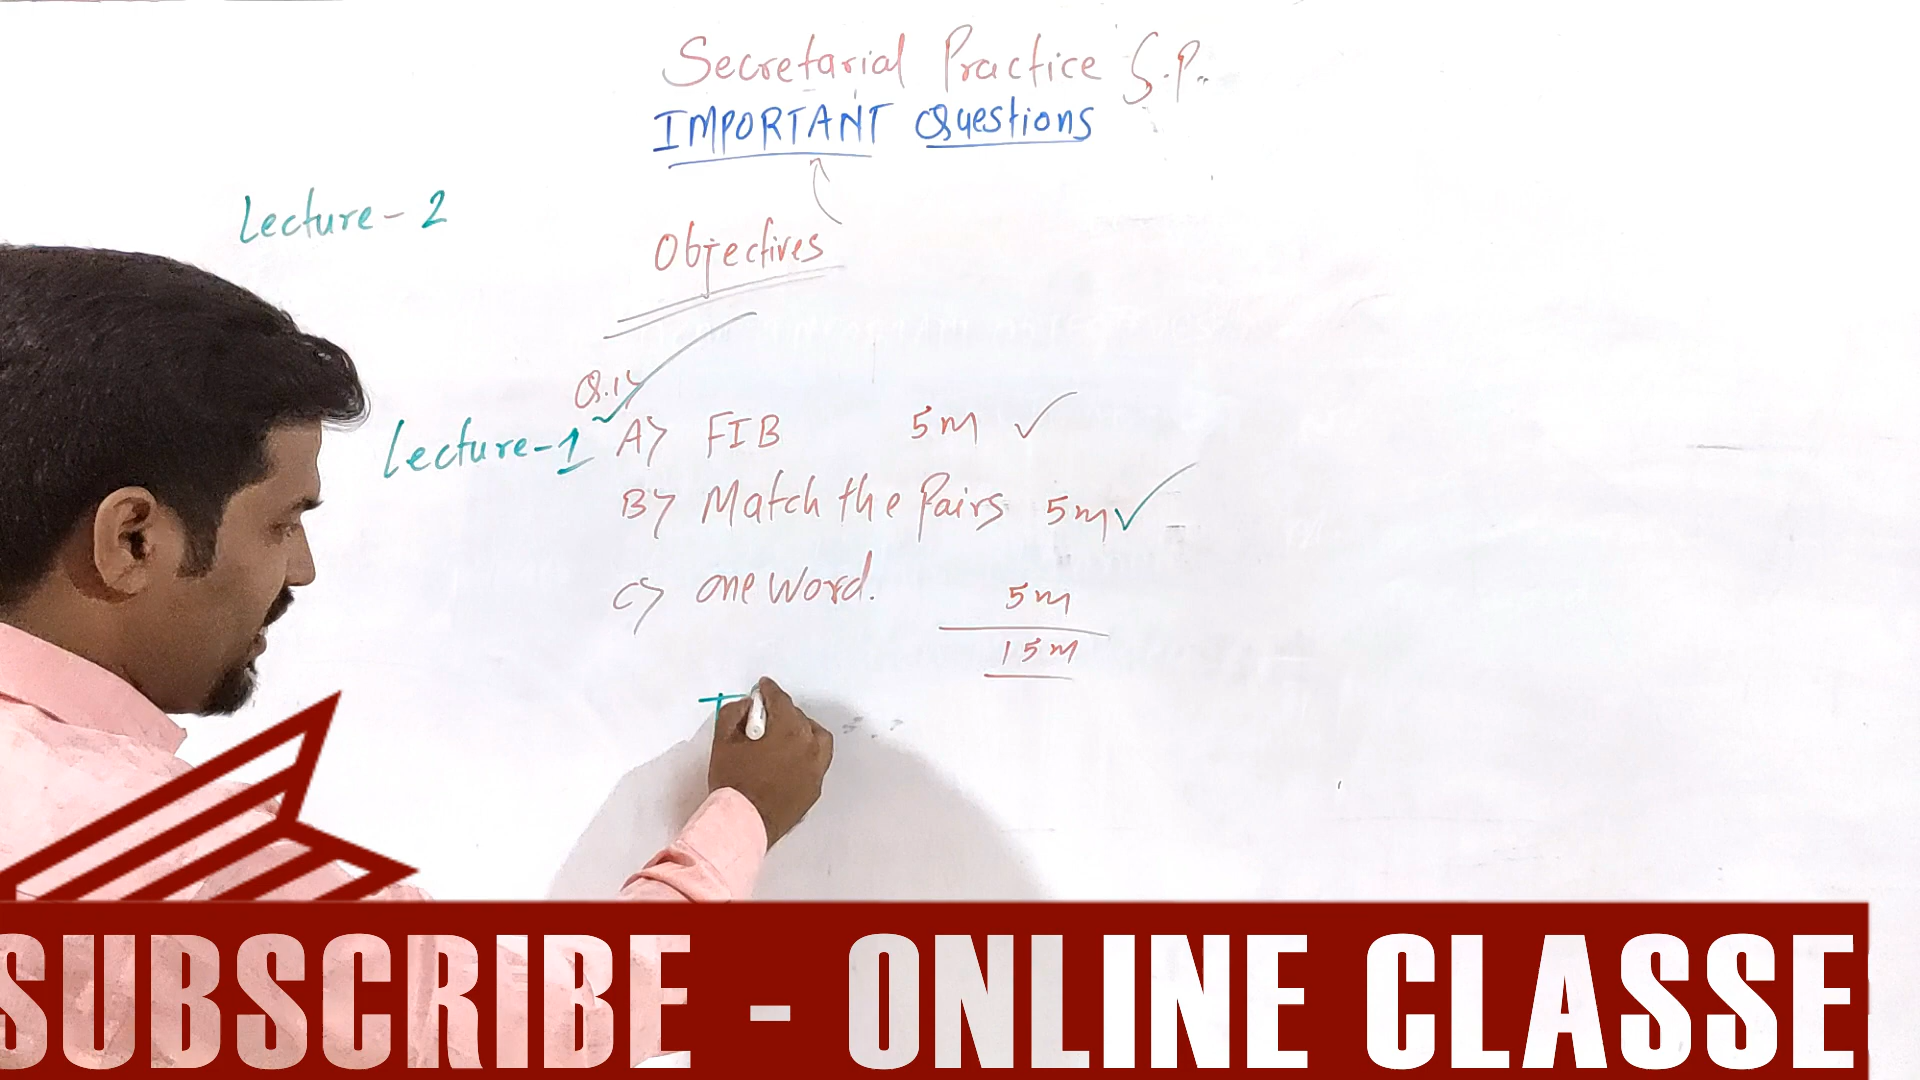 Secretarial Practice S.P.
IMPORTANT Questions
Lecture - 2
Objectives
Q.1)
Lecture-1 A) FIB 5m ✓
B) Match the Pairs 5m ✓
C) One Word. 5m
15m
T
SUBSCRIBE - ONLINE CLASSE